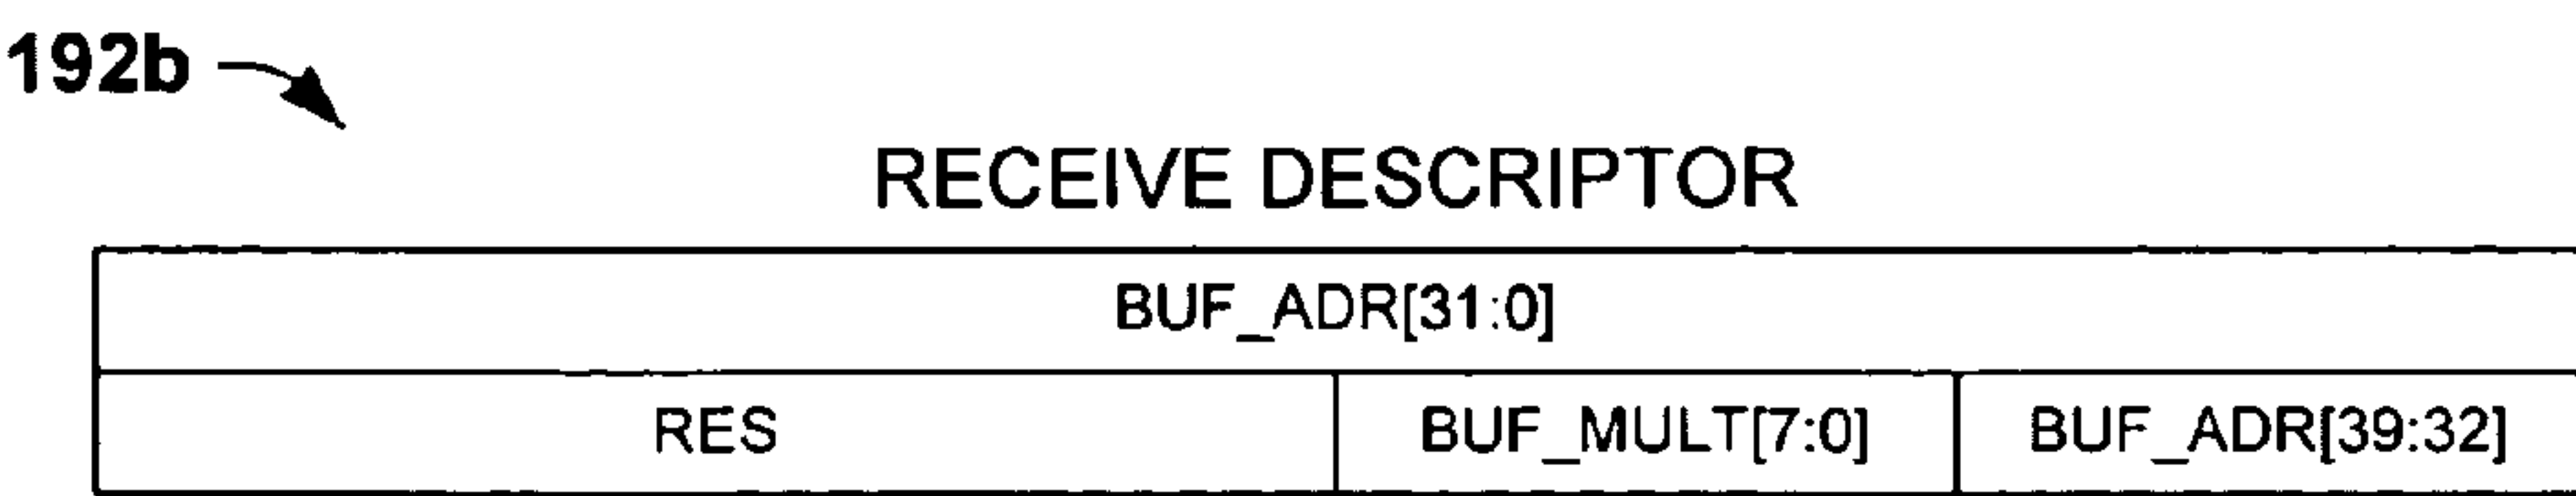 192b
RECEIVE DESCRIPTOR
BUF_ADR[31:0]
RES BUF_MULT[7:0] BUF_ADR[39:32]